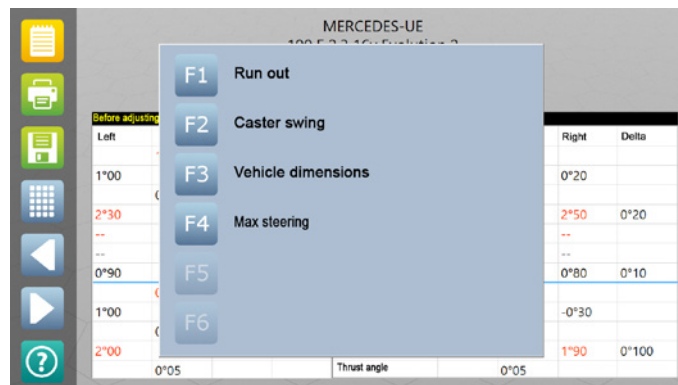 MERCEDES-UE
F1 Run out
Before adjusting
F2 Caster swing
Left Right Delta
1°00 F3 Vehicle dimensions 0°20
2°30 F4 Max steering 2°50 0°20
-- --
-- --
0°90 F5 0°80 0°10
1°00 F6 -0°30
2°00 1°90 0°100
0°05 Thrust angle 0°05
?